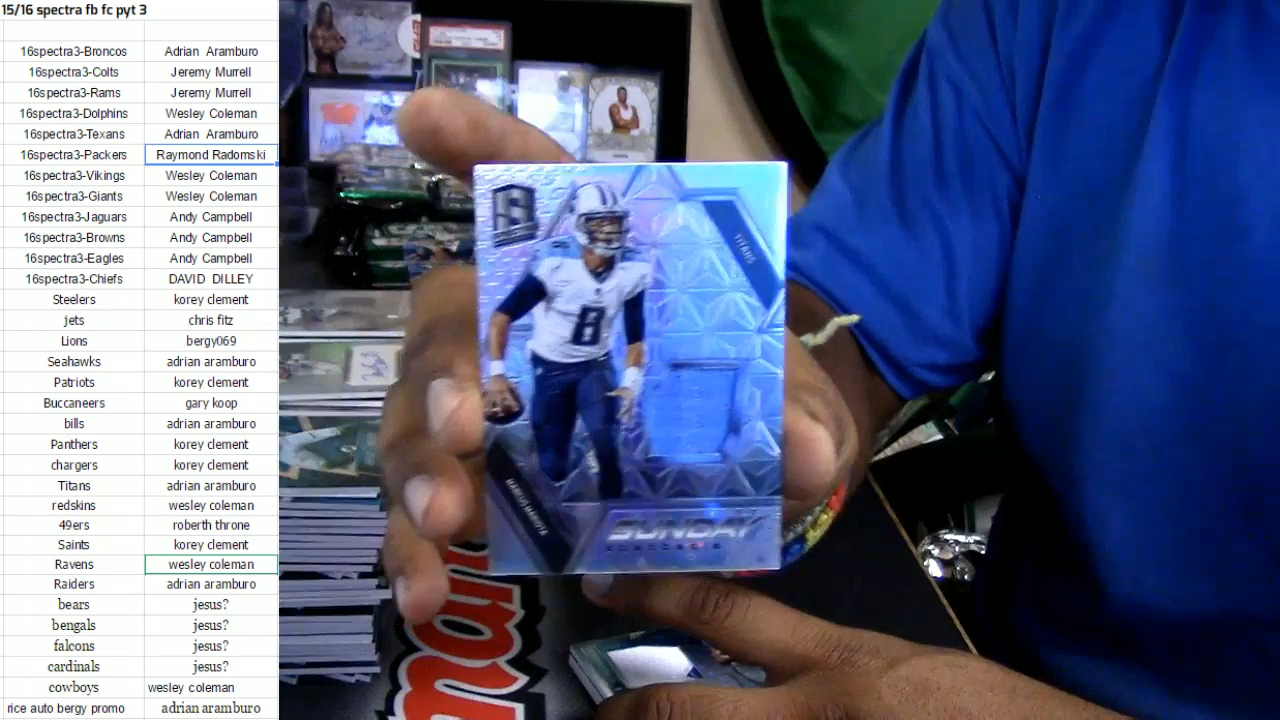 15/16 spectra fb fc pyt 3
16spectra3-Broncos Adrian Aramburo
16spectra3-Colts Jeremy Murrell
16spectra3-Rams Jeremy Murrell
16spectra3-Dolphins Wesley Coleman
16spectra3-Texans Adrian Aramburo
16spectra3-Packers Raymond Radomski
16spectra3-Vikings Wesley Coleman
16spectra3-Giants Wesley Coleman
16spectra3-Jaguars Andy Campbell
16spectra3-Browns Andy Campbell
16spectra3-Eagles Andy Campbell
16spectra3-Chiefs DAVID DILLEY
Steelers korey clement
jets chris fitz
Lions bergy069
Seahawks adrian aramburo
Patriots korey clement
Buccaneers gary koop
bills adrian aramburo
Panthers korey clement
chargers korey clement
Titans adrian aramburo
redskins wesley coleman
49ers roberth throne
Saints korey clement
Ravens wesley coleman
Raiders adrian aramburo
bears jesus?
bengals jesus?
falcons jesus?
cardinals jesus?
cowboys wesley coleman
rice auto bergy promo adrian aramburo
TITANS
8
MARCUS MARIOTA
SUNDAY